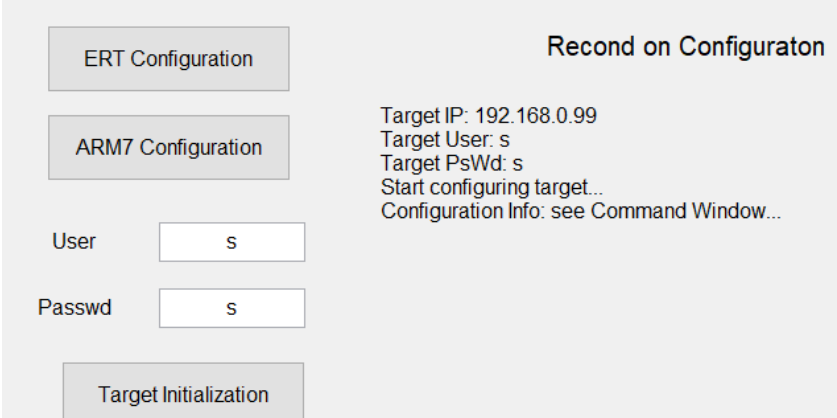 ERT Configuration
ARM7 Configuration
User s
Passwd s
Target Initialization
Recond on Configuraton
Target IP: 192.168.0.99
Target User: s
Target PsWd: s
Start configuring target...
Configuration Info: see Command Window...